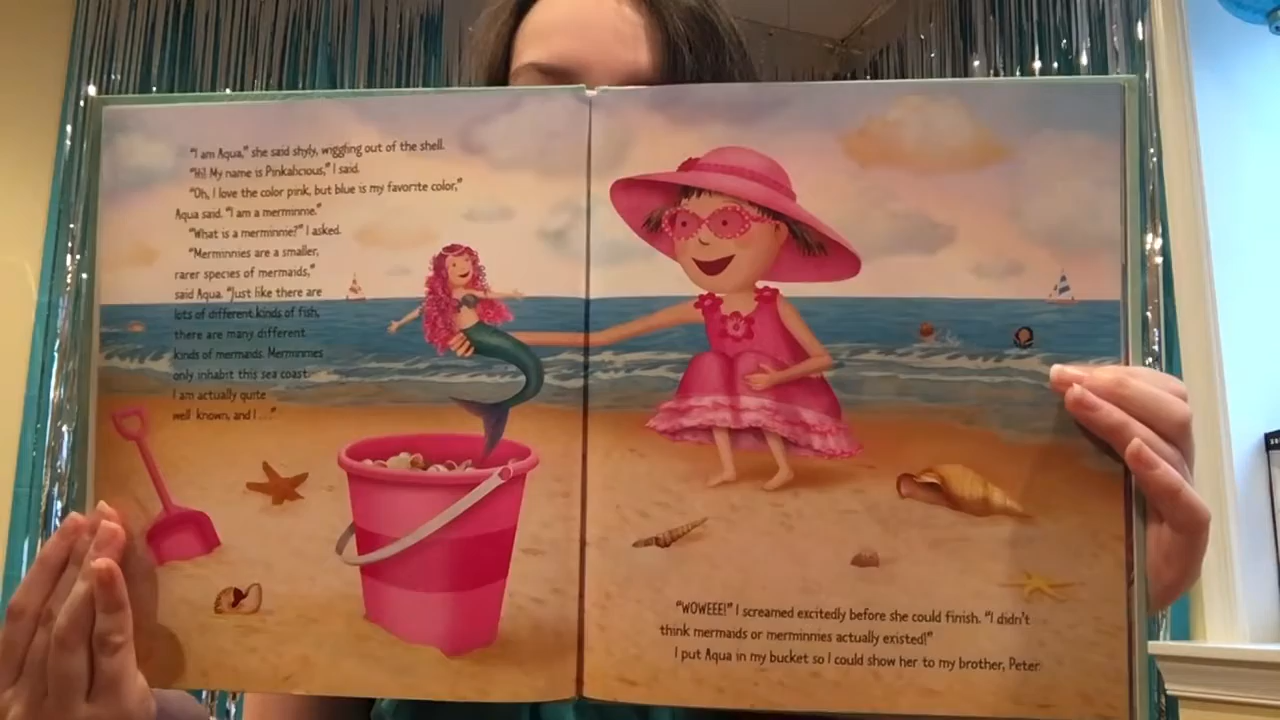 "I am Aqua," she said shyly, wiggling out of the shell.
"Hi! My name is Pinkalicious," I said.
"Oh, I love the color pink, but blue is my favorite color,"
Aqua said. "I am a merminnie."
"What is a merminnie?" I asked.
"Merminnies are a smaller,
rarer species of mermaids,"
said Aqua. "Just like there are
lots of different kinds of fish,
there are many different
kinds of mermaids. Merminnies
only inhabit this sea coast.
I am actually quite
well known, and I . . ."
"WOWEEE!" I screamed excitedly before she could finish. "I didn't
think mermaids or merminnies actually existed!"
I put Aqua in my bucket so I could show her to my brother, Peter.